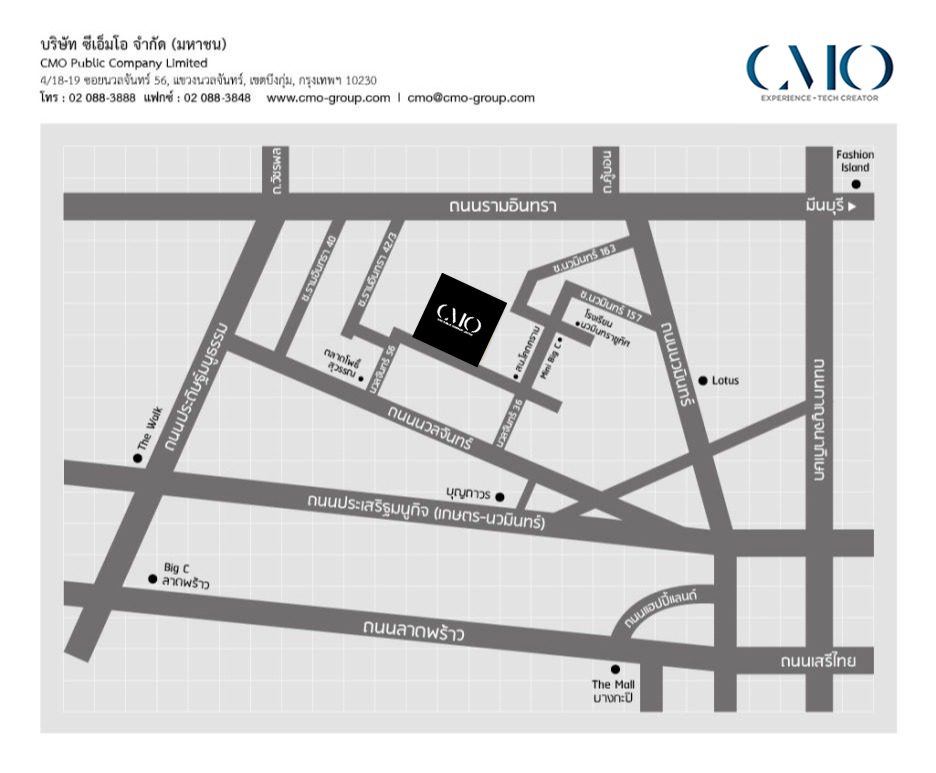 บริษัท ซีเอ็มโอ จำกัด (มหาชน)
CMO Public Company Limited
4/18-19 ซอยนวลจันทร์ 56, แขวงนวลจันทร์, เขตบึงกุ่ม, กรุงเทพฯ 10230
โทร : 02 088-3888 แฟกซ์ : 02 088-3848 www.cmo-group.com | cmo@cmo-group.com
CMO
EXPERIENCE • TECH CREATOR
ถ.วัชรพล
ถ.คู้บอน
Fashion
Island
ถนนรามอินทรา
มีนบุรี ▶
ซ.รามอินทรา 40
ซ.รามอินทรา 42/3
ซ.นวมินทร์ 163
ซ.นวมินทร์ 157
CMO
โรงเรียน
นวมินทราชูทิศ
ถนนประดิษฐ์มนูธรรม
ตลาดโพธิ์
สุวรรณ
นวลจันทร์ 56
สน.โคกคราม
Mini Big C
ถนนนวมินทร์
Lotus
ถนนกาญจนาภิเษก
The Walk
ถนนนวลจันทร์
นวลจันทร์ 36
บุญถาวร
ถนนประเสริฐมนูกิจ (เกษตร-นวมินทร์)
Big C
ลาดพร้าว
ถนนแฮปปี้แลนด์
ถนนลาดพร้าว
ถนนเสรีไทย
The Mall
บางกะปิ